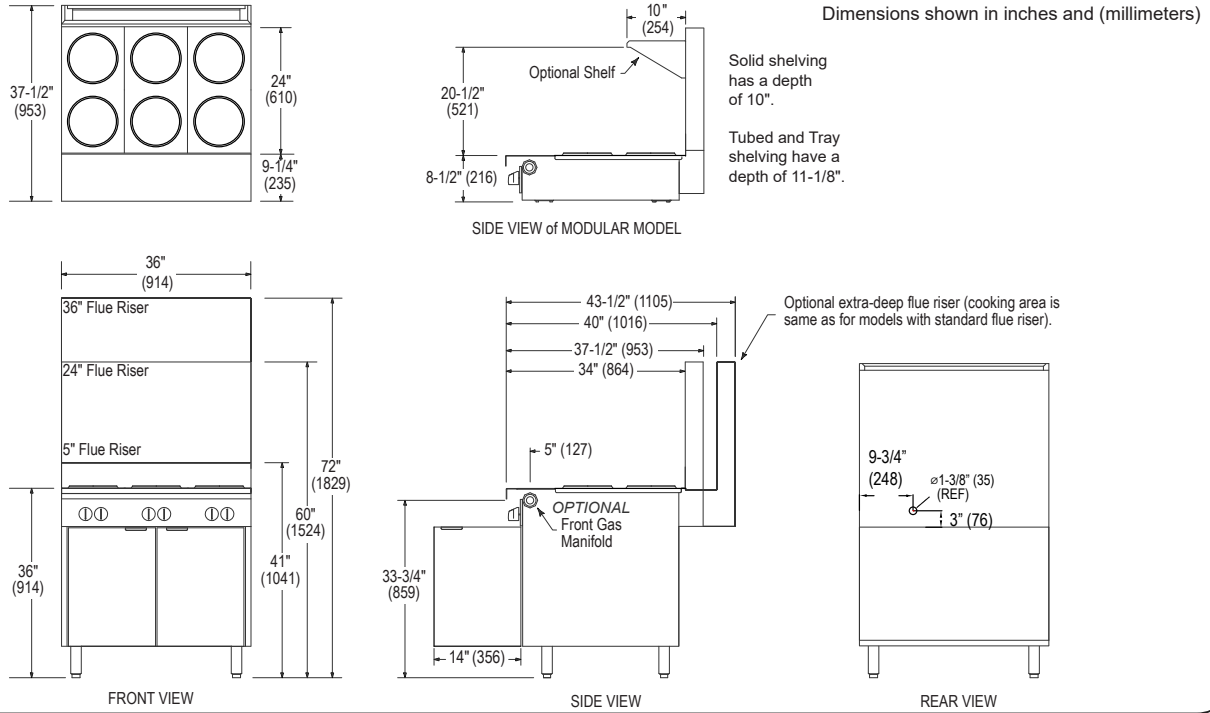 Dimensions shown in inches and (millimeters)
37-1/2"
(953)
24"
(610)
9-1/4"
(235)
10"
(254)
Optional Shelf
20-1/2"
(521)
8-1/2" (216)
Solid shelving
has a depth
of 10".
Tubed and Tray
shelving have a
depth of 11-1/8".
SIDE VIEW of MODULAR MODEL
36"
(914)
36" Flue Riser
24" Flue Riser
5" Flue Riser
72"
(1829)
60"
(1524)
41"
(1041)
36"
(914)
FRONT VIEW
43-1/2" (1105)
40" (1016)
37-1/2" (953)
34" (864)
Optional extra-deep flue riser (cooking area is
same as for models with standard flue riser).
5" (127)
OPTIONAL
Front Gas
Manifold
33-3/4"
(859)
14" (356)
SIDE VIEW
9-3/4"
(248)
⌀1-3/8" (35)
(REF)
3" (76)
REAR VIEW